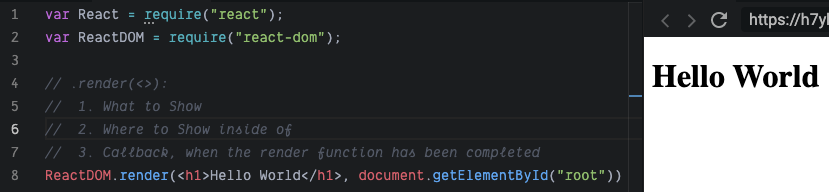 1 var React = require("react");
2 var ReactDOM = require("react-dom");
3
4 // .render(<>):
5 //  1. What to Show
6 //  2. Where to Show inside of
7 //  3. Callback, when the render function has been completed
8 ReactDOM.render(<h1>Hello World</h1>, document.getElementById("root"))
https://h7yl
Hello World